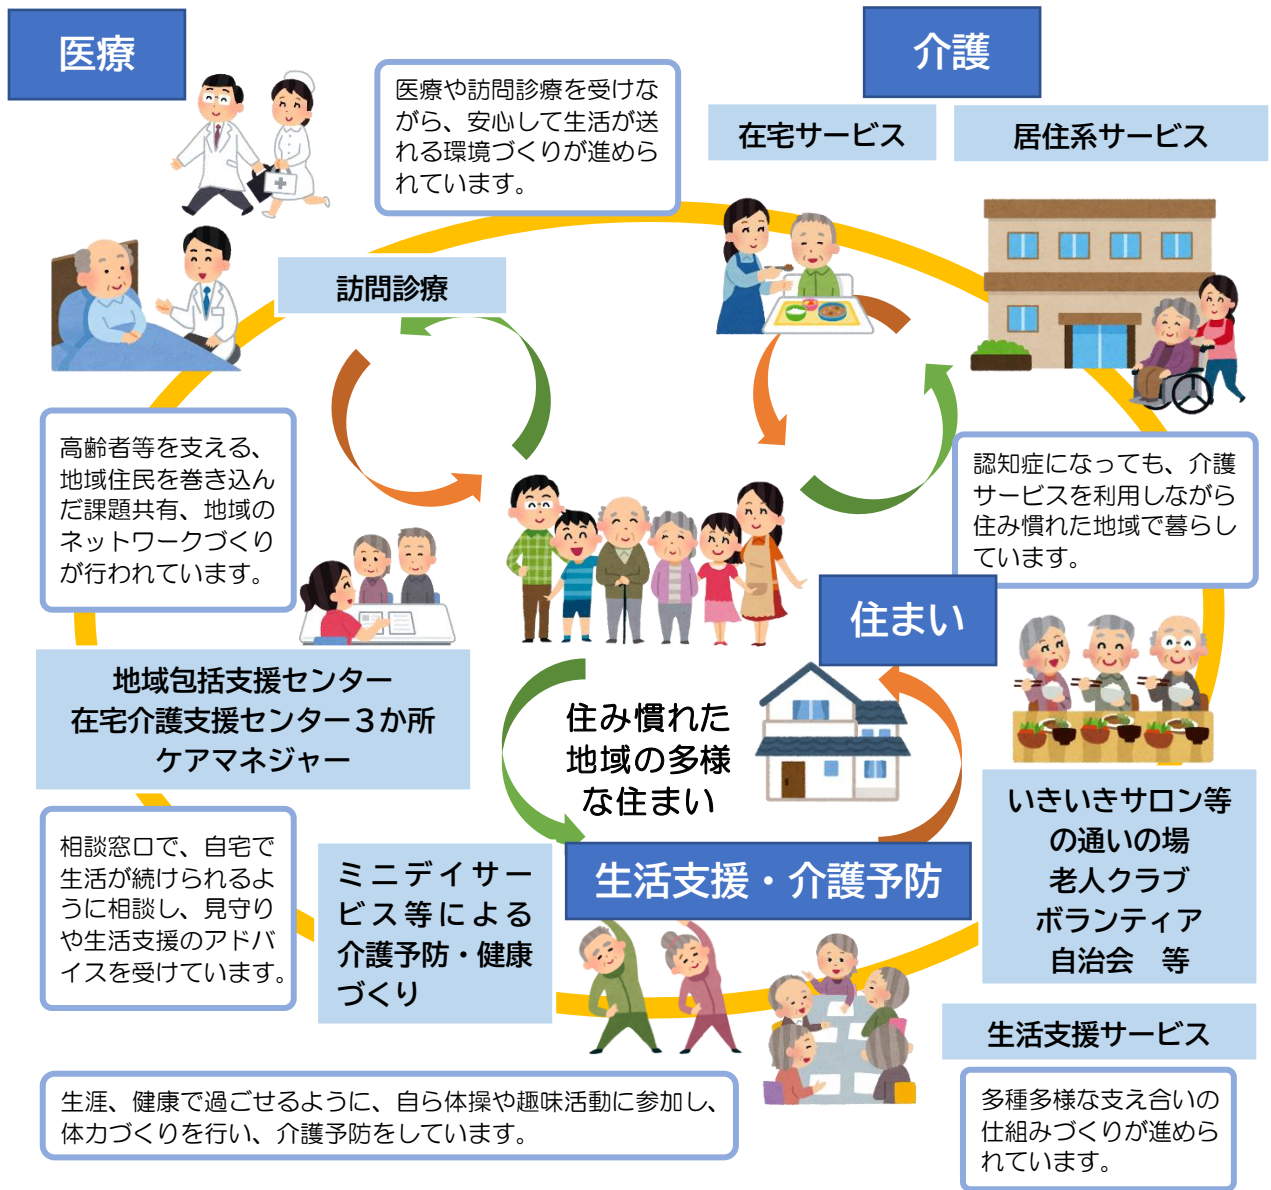 医療
医療や訪問診療を受けな
がら、安心して生活が送
れる環境づくりが進めら
れています。
介護
在宅サービス
居住系サービス
訪問診療
高齢者等を支える、
地域住民を巻き込ん
だ課題共有、地域の
ネットワークづくり
が行われています。
認知症になっても、介護
サービスを利用しながら
住み慣れた地域で暮らし
ています。
住まい
地域包括支援センター
在宅介護支援センター３か所
ケアマネジャー
住み慣れた
地域の多様
な住まい
いきいきサロン等
の通いの場
老人クラブ
ボランティア
自治会　等
相談窓口で、自宅で
生活が続けられるよ
うに相談し、見守り
や生活支援のアドバ
イスを受けています。
ミニデイサー
ビス等による
介護予防・健康
づくり
生活支援・介護予防
生活支援サービス
生涯、健康で過ごせるように、自ら体操や趣味活動に参加し、
体力づくりを行い、介護予防をしています。
多種多様な支え合いの
仕組みづくりが進めら
れています。